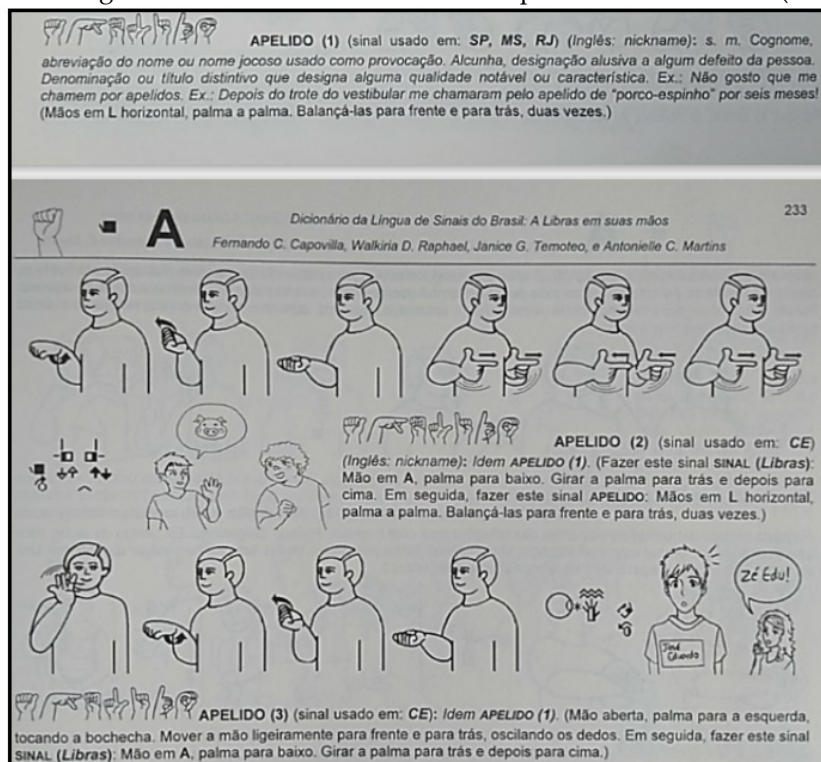 APELIDO (1) (sinal usado em: SP, MS, RJ) (Inglês: nickname): s. m. Cognome,
abreviação do nome ou nome jocoso usado como provocação. Alcunha, designação alusiva a algum defeito da pessoa.
Denominação ou título distintivo que designa alguma qualidade notável ou característica. Ex.: Não gosto que me
chamem por apelidos. Ex.: Depois do trote do vestibular me chamaram pelo apelido de "porco-espinho" por seis meses!
(Mãos em L horizontal, palma a palma. Balançá-las para frente e para trás, duas vezes.)
233
A
Dicionário da Língua de Sinais do Brasil: A Libras em suas mãos
Fernando C. Capovilla, Walkiria D. Raphael, Janice G. Temoteo, e Antonielle C. Martins
APELIDO (2) (sinal usado em: CE)
(Inglês: nickname): Idem APELIDO (1). (Fazer este sinal SINAL (Libras):
Mão em A, palma para baixo. Girar a palma para trás e depois para
cima. Em seguida, fazer este sinal APELIDO: Mãos em L horizontal,
palma a palma. Balançá-las para frente e para trás, duas vezes.)
Zé Edu!
José
Eduardo
APELIDO (3) (sinal usado em: CE): Idem APELIDO (1). (Mão aberta, palma para a esquerda,
tocando a bochecha. Mover a mão ligeiramente para frente e para trás, oscilando os dedos. Em seguida, fazer este sinal
SINAL (Libras): Mão em A, palma para baixo. Girar a palma para trás e depois para cima.)